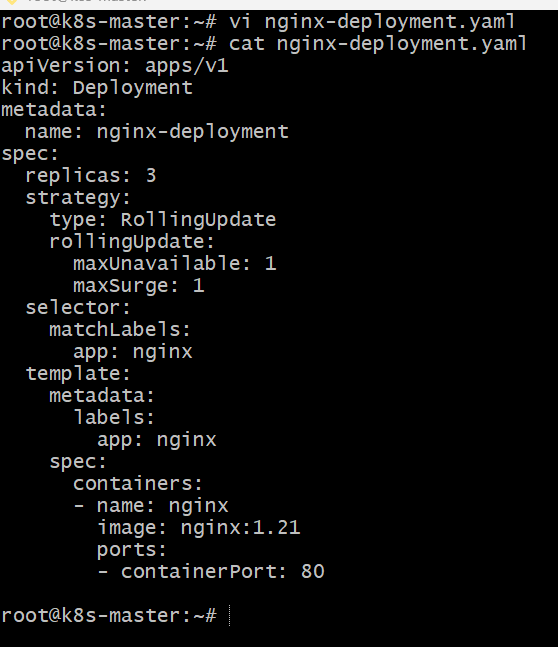 root@k8s-master:~# vi nginx-deployment.yaml
root@k8s-master:~# cat nginx-deployment.yaml
apiVersion: apps/v1
kind: Deployment
metadata:
  name: nginx-deployment
spec:
  replicas: 3
  strategy:
    type: RollingUpdate
    rollingUpdate:
      maxUnavailable: 1
      maxSurge: 1
  selector:
    matchLabels:
      app: nginx
  template:
    metadata:
      labels:
        app: nginx
    spec:
      containers:
      - name: nginx
        image: nginx:1.21
        ports:
        - containerPort: 80

root@k8s-master:~#